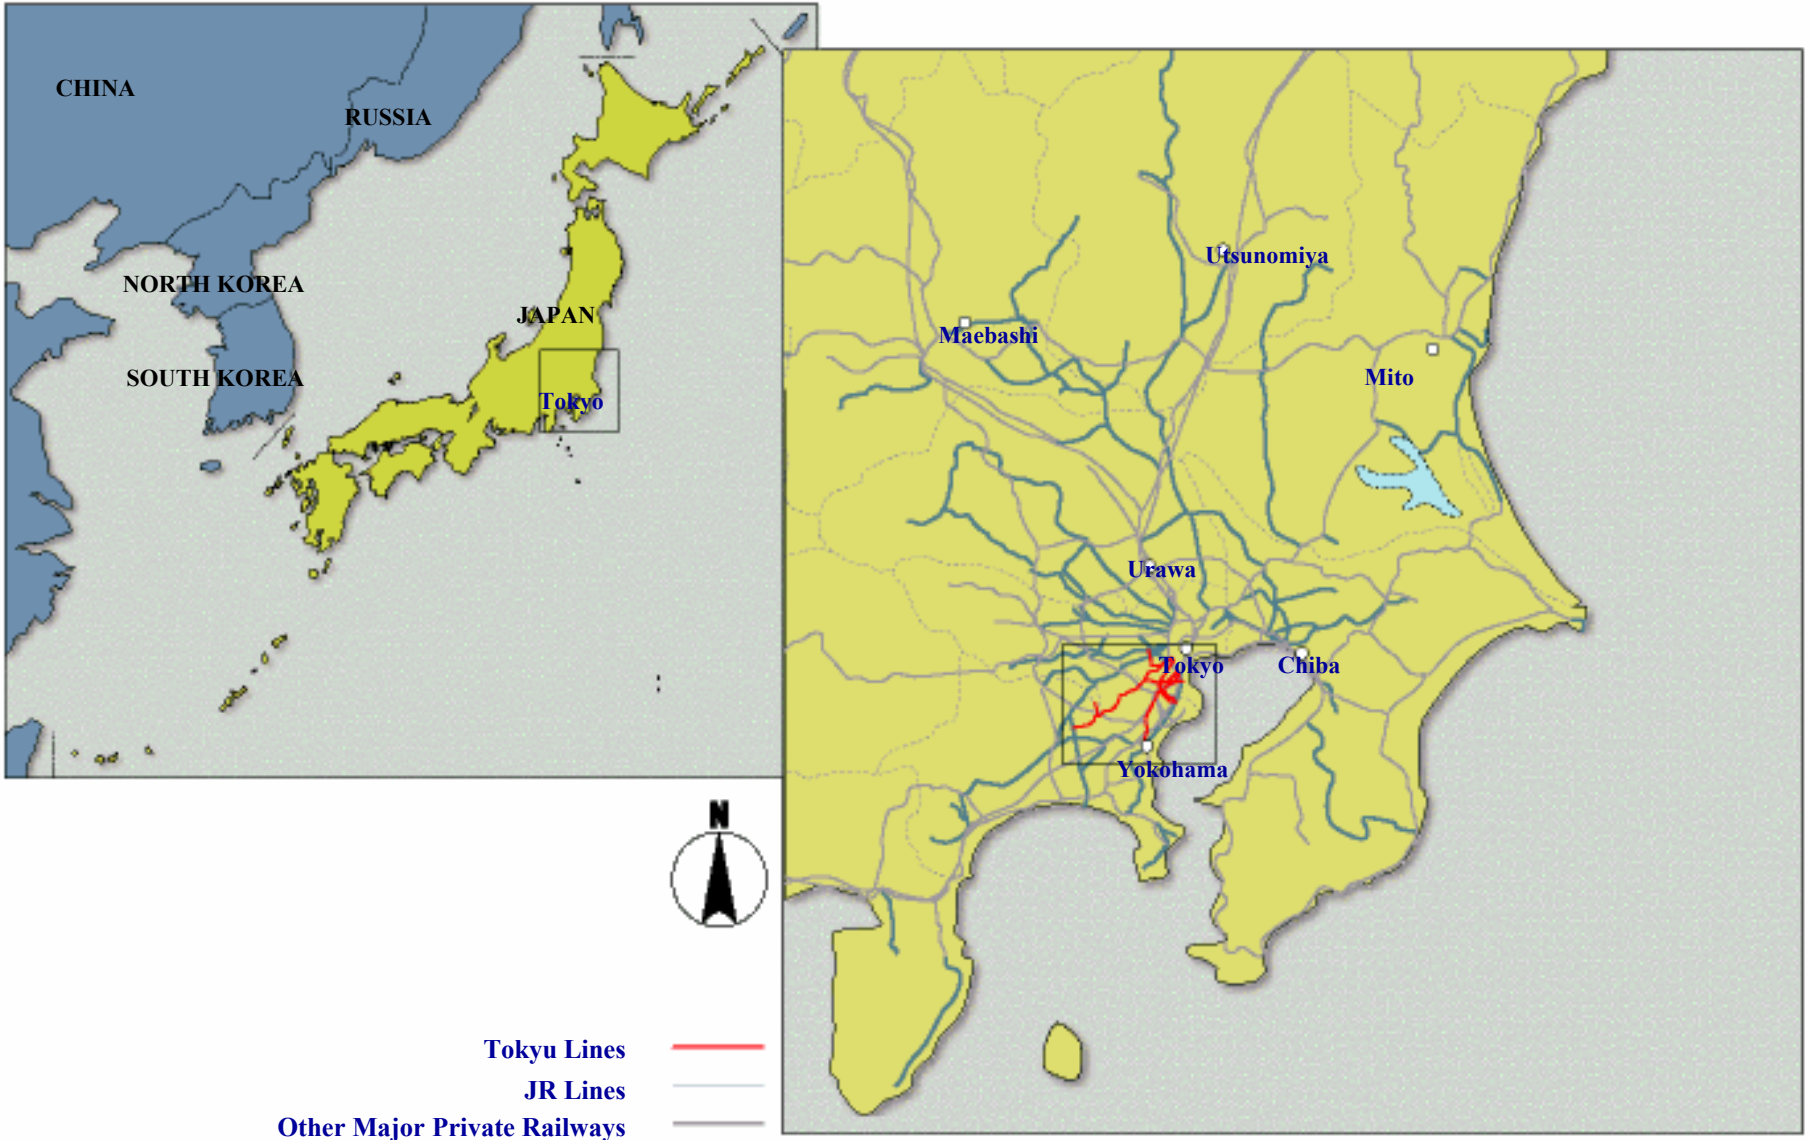 CHINA
RUSSIA
NORTH KOREA
JAPAN
SOUTH KOREA
Tokyo
Utsunomiya
Maebashi
Mito
Urawa
Tokyo
Chiba
Yokohama
N
Tokyu Lines
JR Lines
Other Major Private Railways